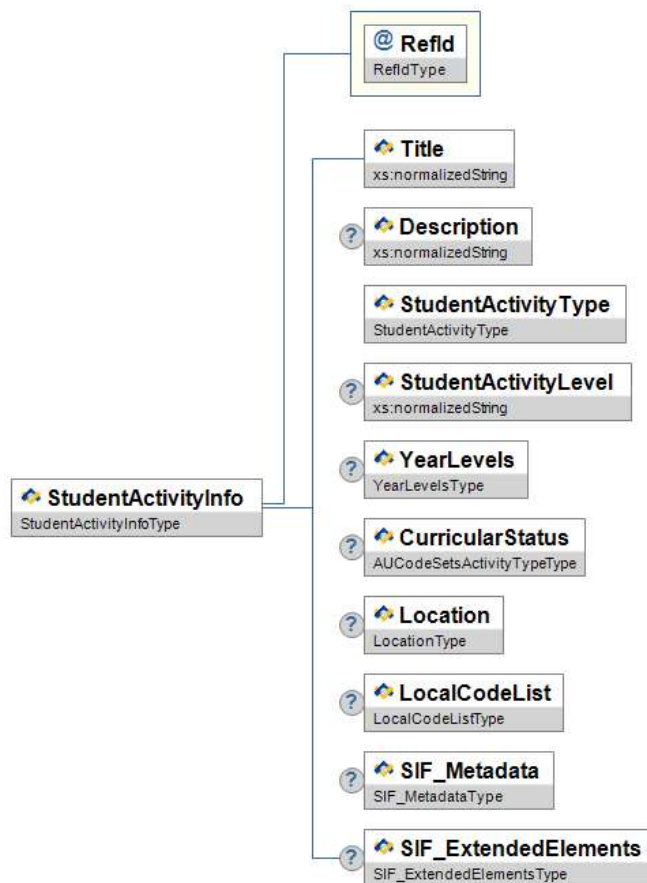 @ RefId
RefIdType
Title
xs:normalizedString
? Description
xs:normalizedString
StudentActivityType
StudentActivityType
? StudentActivityLevel
xs:normalizedString
? YearLevels
YearLevelsType
StudentActivityInfo
StudentActivityInfoType
? CurricularStatus
AUCodeSetsActivityTypeType
? Location
LocationType
? LocalCodeList
LocalCodeListType
? SIF_Metadata
SIF_MetadataType
? SIF_ExtendedElements
SIF_ExtendedElementsType